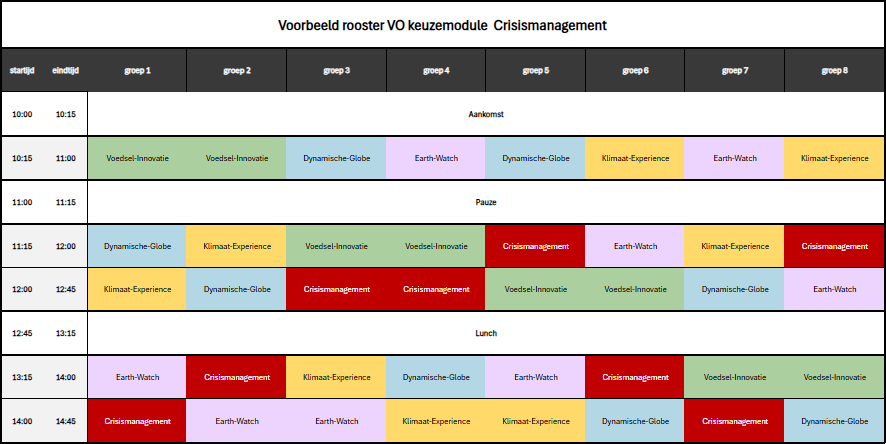 Voorbeeld rooster VO keuzemodule  Crisismanagement
startijd eindtijd groep 1 groep 2 groep 3 groep 4 groep 5 groep 6 groep 7 groep 8
10:00 10:15 Aankomst
10:15 11:00 Voedsel-Innovatie Voedsel-Innovatie Dynamische-Globe Earth-Watch Dynamische-Globe Klimaat-Experience Earth-Watch Klimaat-Experience
11:00 11:15 Pauze
11:15 12:00 Dynamische-Globe Klimaat-Experience Voedsel-Innovatie Voedsel-Innovatie Crisismanagement Earth-Watch Klimaat-Experience Crisismanagement
12:00 12:45 Klimaat-Experience Dynamische-Globe Crisismanagement Crisismanagement Voedsel-Innovatie Voedsel-Innovatie Dynamische-Globe Earth-Watch
12:45 13:15 Lunch
13:15 14:00 Earth-Watch Crisismanagement Klimaat-Experience Dynamische-Globe Earth-Watch Crisismanagement Voedsel-Innovatie Voedsel-Innovatie
14:00 14:45 Crisismanagement Earth-Watch Earth-Watch Klimaat-Experience Klimaat-Experience Dynamische-Globe Crisismanagement Dynamische-Globe